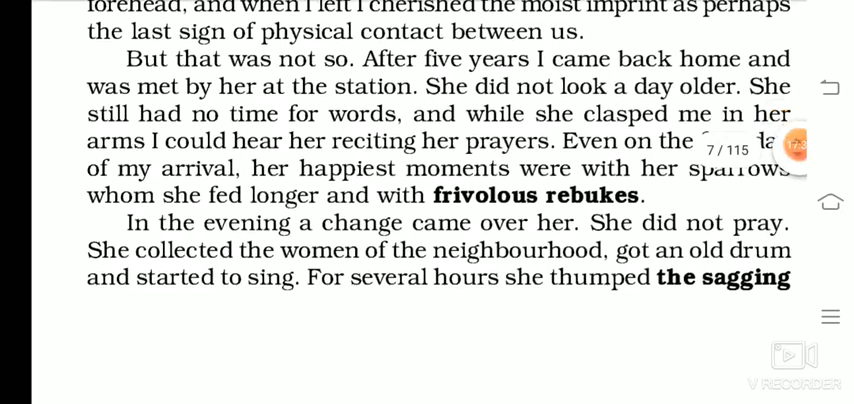 forehead, and when I left I cherished the moist imprint as perhaps
the last sign of physical contact between us.
But that was not so. After five years I came back home and
was met by her at the station. She did not look a day older. She
still had no time for words, and while she clasped me in her
arms I could hear her reciting her prayers. Even on the
7 / 115
of my arrival, her happiest moments were with her sparrows
whom she fed longer and with frivolous rebukes.
In the evening a change came over her. She did not pray.
She collected the women of the neighbourhood, got an old drum
and started to sing. For several hours she thumped the sagging
V RECORDER